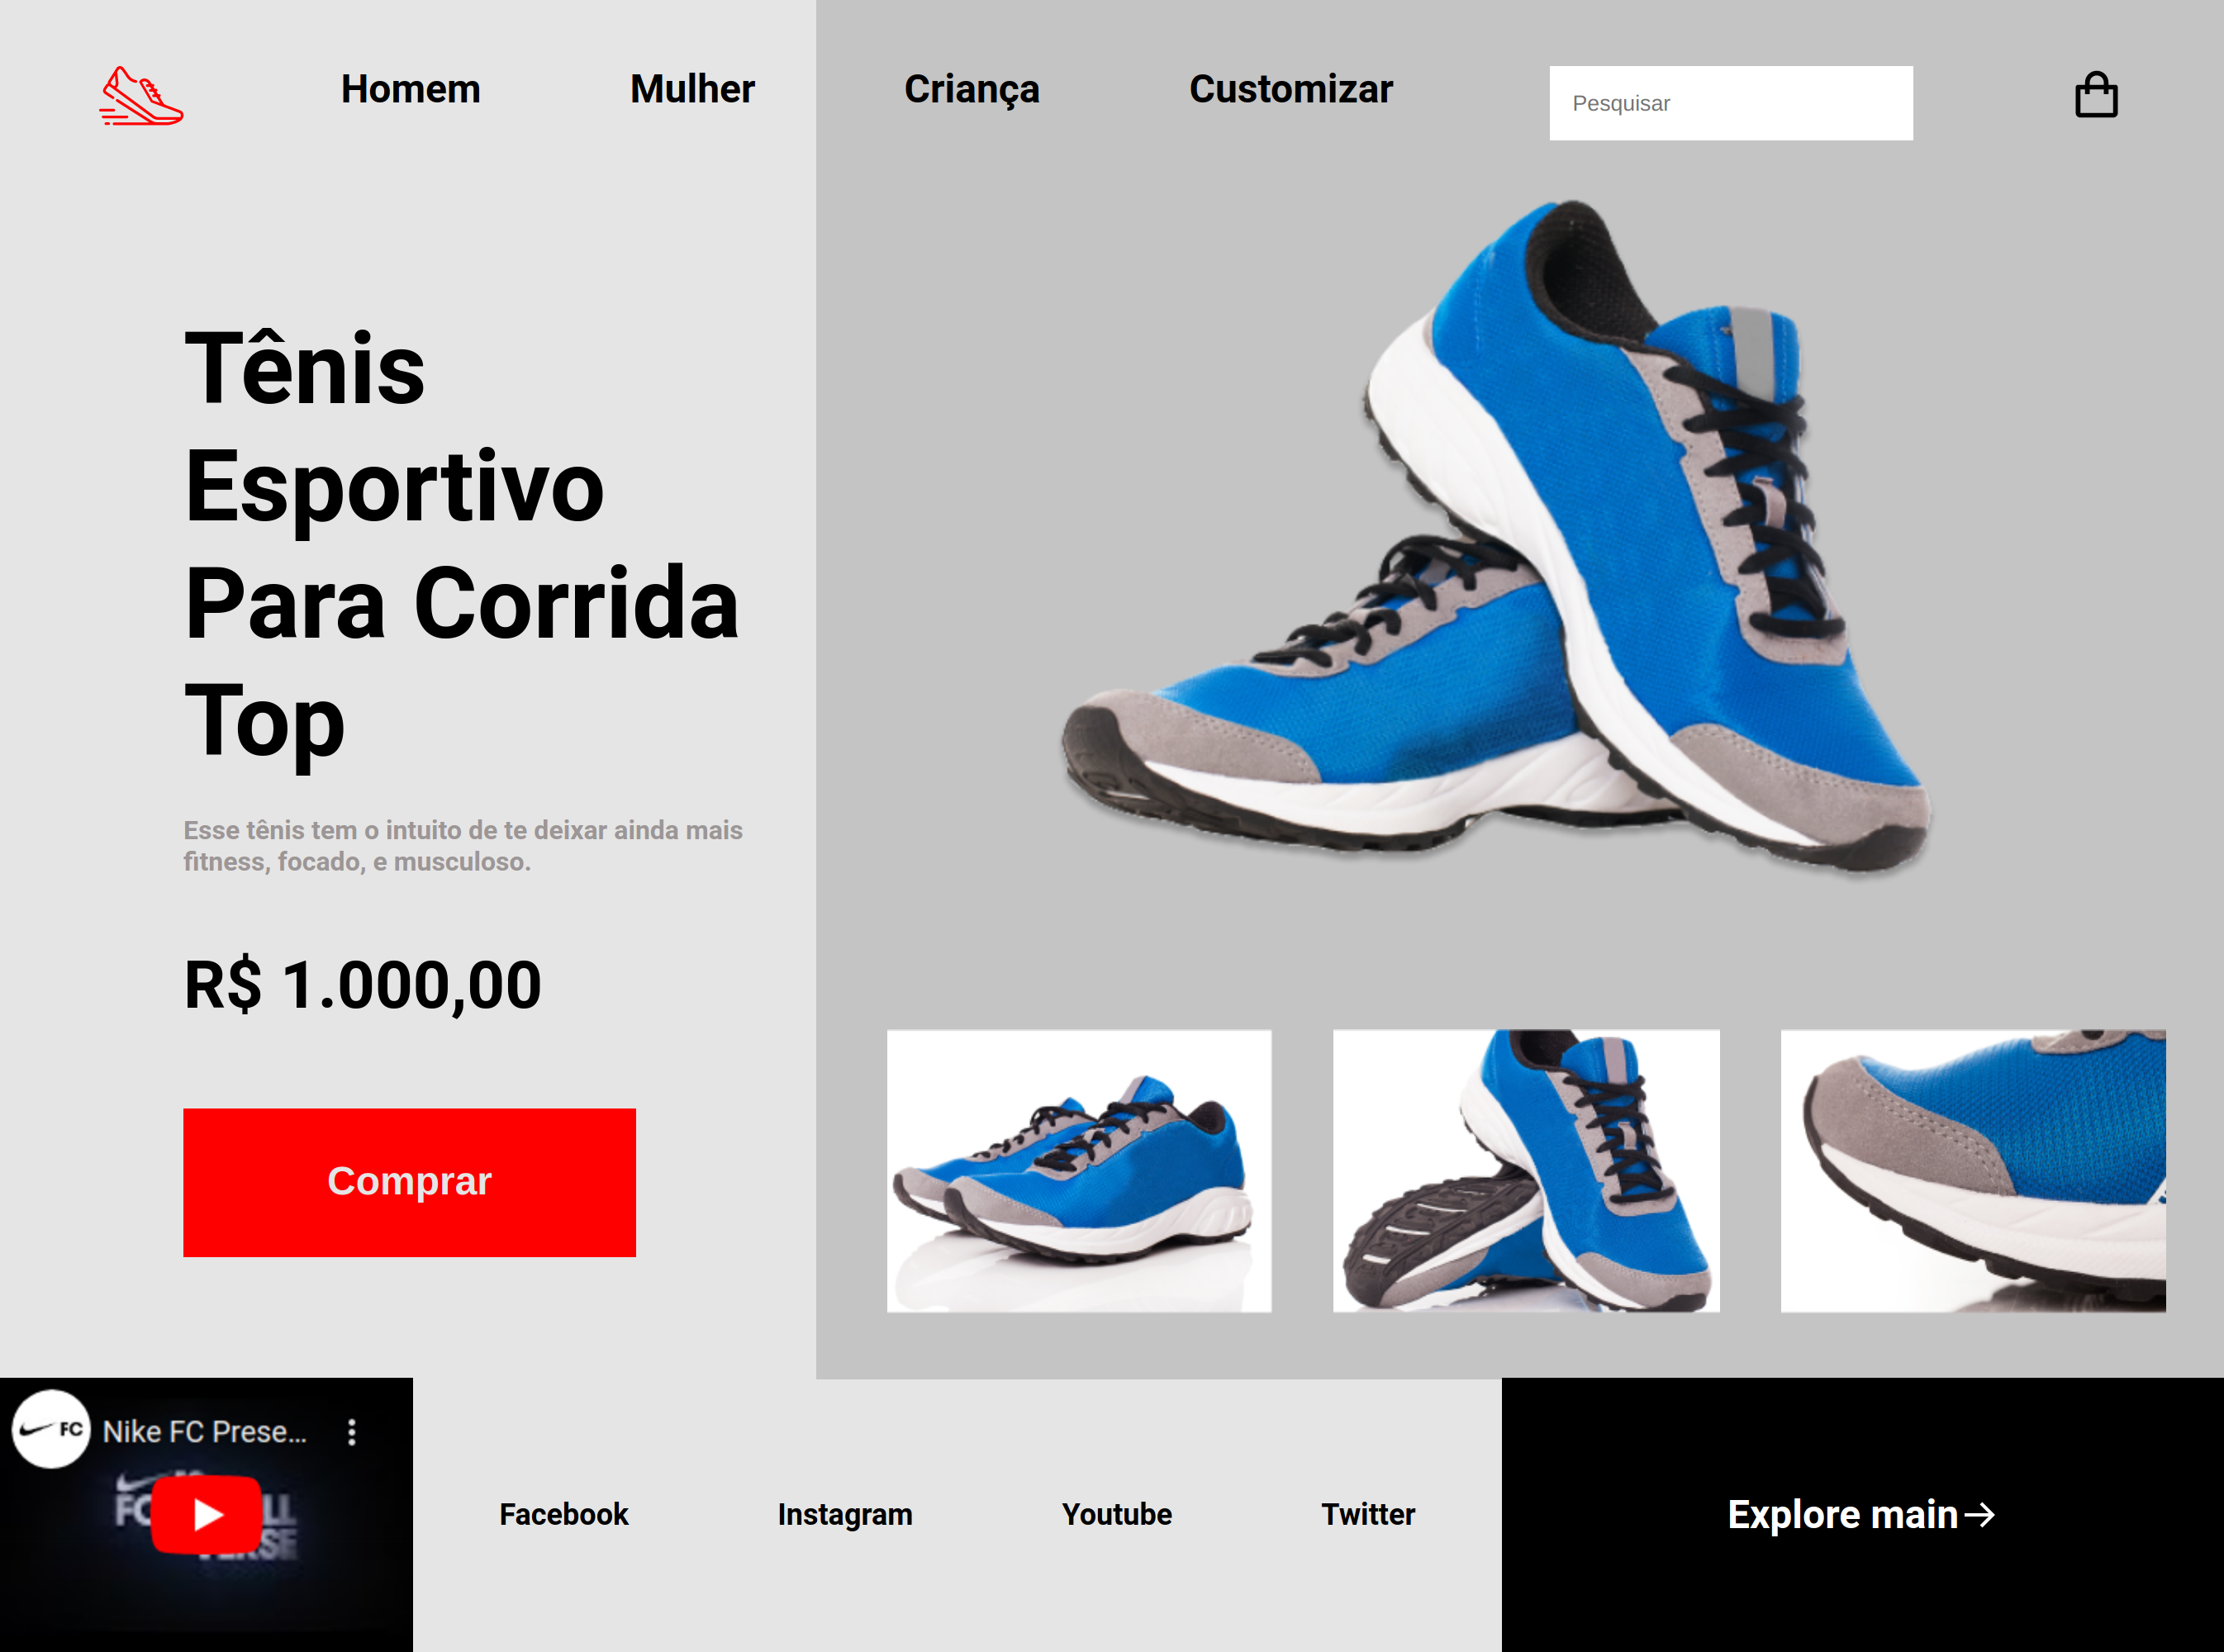 Homem
Mulher
Criança
Customizar
Pesquisar
Tênis
Esportivo
Para Corrida
Top
Esse tênis tem o intuito de te deixar ainda mais
fitness, focado, e musculoso.
R$ 1.000,00
Comprar
FC
Nike FC Prese...
Facebook
Instagram
Youtube
Twitter
Explore main